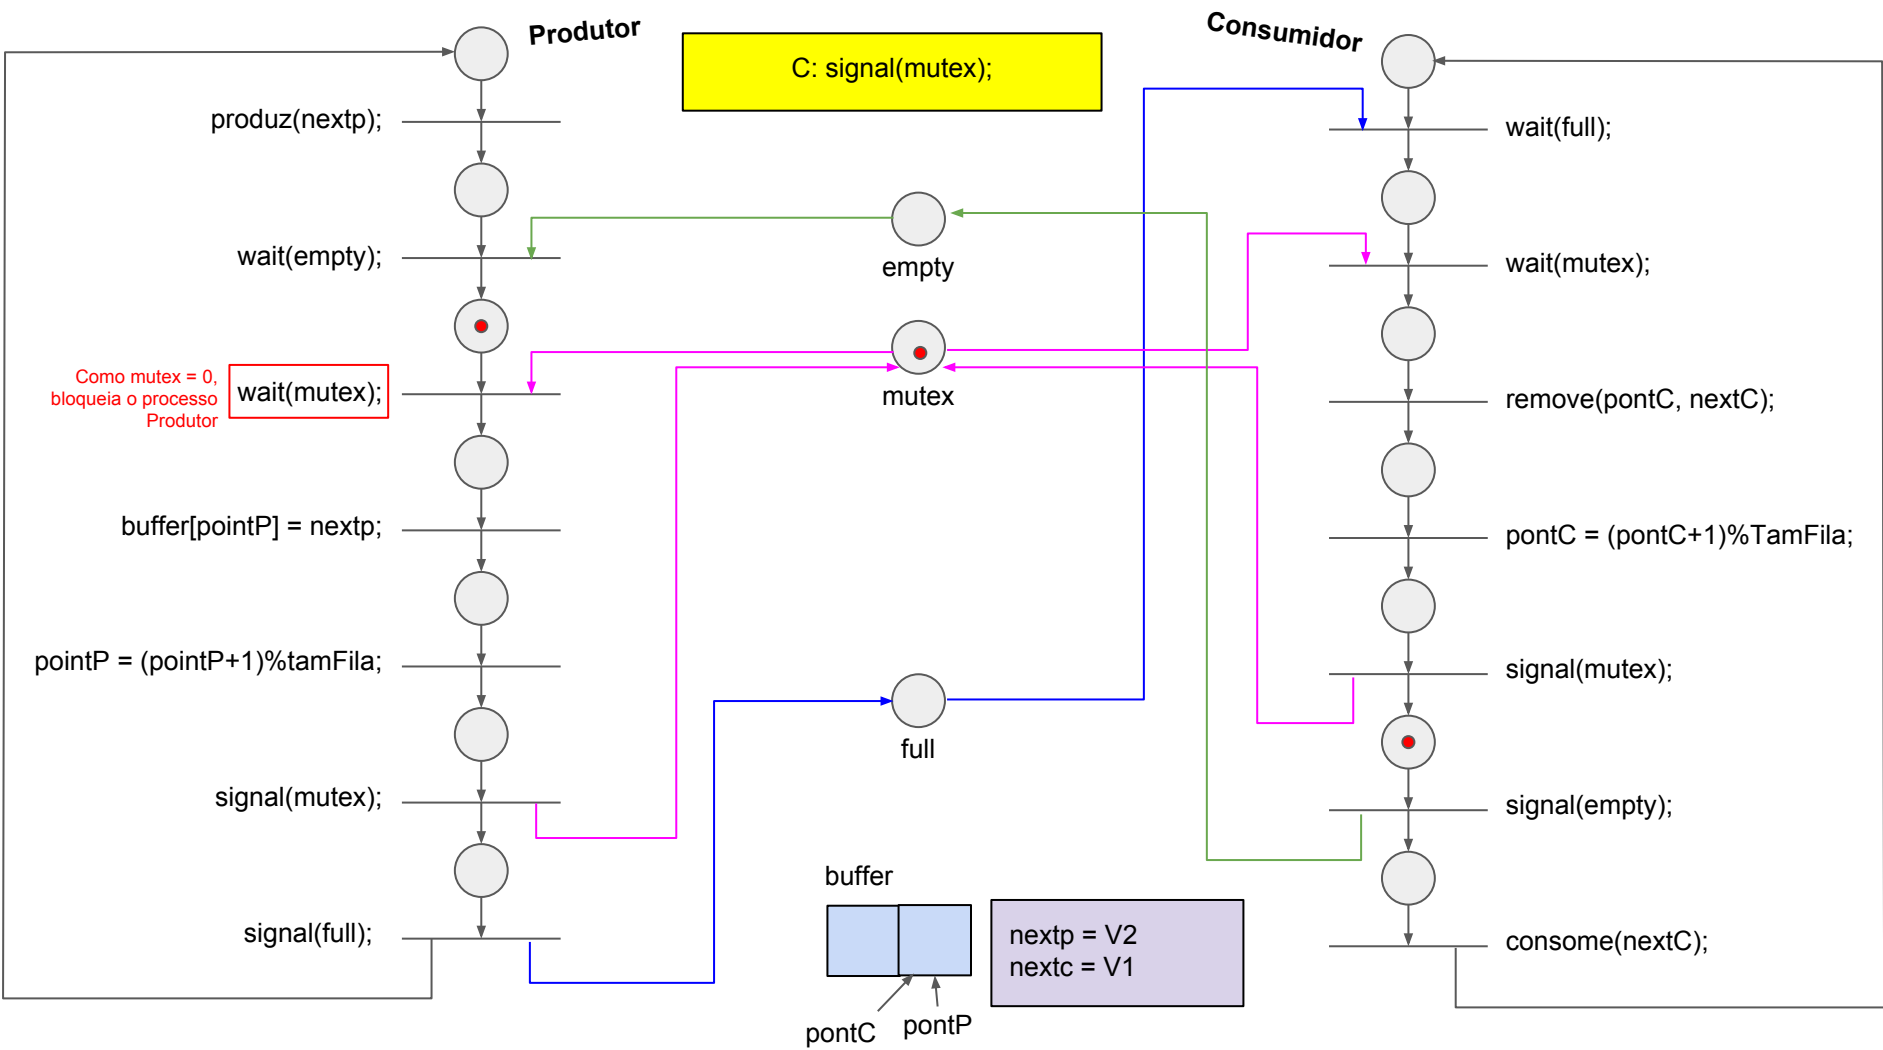 Produtor
C: signal(mutex);
Consumidor
produz(nextp);
wait(full);
wait(empty);
empty
wait(mutex);
Como mutex = 0,
bloqueia o processo
Produtor
wait(mutex);
mutex
remove(pontC, nextC);
buffer[pointP] = nextp;
pontC = (pontC+1)%TamFila;
pointP = (pointP+1)%tamFila;
signal(mutex);
full
signal(mutex);
signal(empty);
buffer
signal(full);
nextp = V2
nextc = V1
consome(nextC);
pontC
pontP